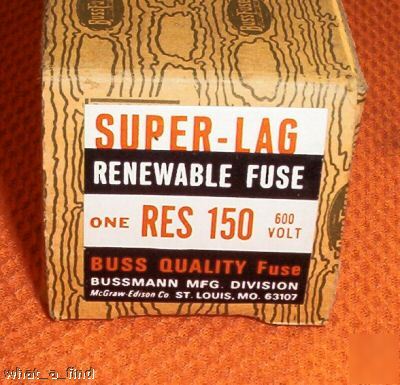 SUPER-LAG
RENEWABLE FUSE
ONE RES 150 600 VOLT
BUSS QUALITY Fuse
BUSSMANN MFG. DIVISION
McGraw-Edison Co ST. LOUIS, MO. 63107
what_a_find